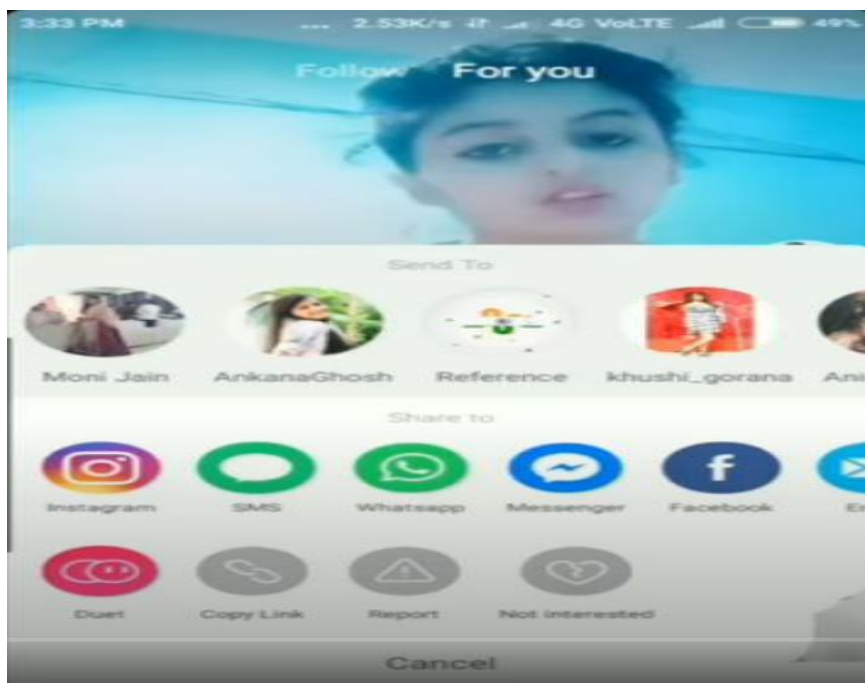 3:33 PM ... 2.53K/s 4G VoLTE 49%
Follow For you
Send To
Moni Jain AnkanaGhosh Reference khushi_gorana Ani
Share to
Instagram SMS Whatsapp Messenger Facebook E
Duet Copy Link Report Not interested
Cancel